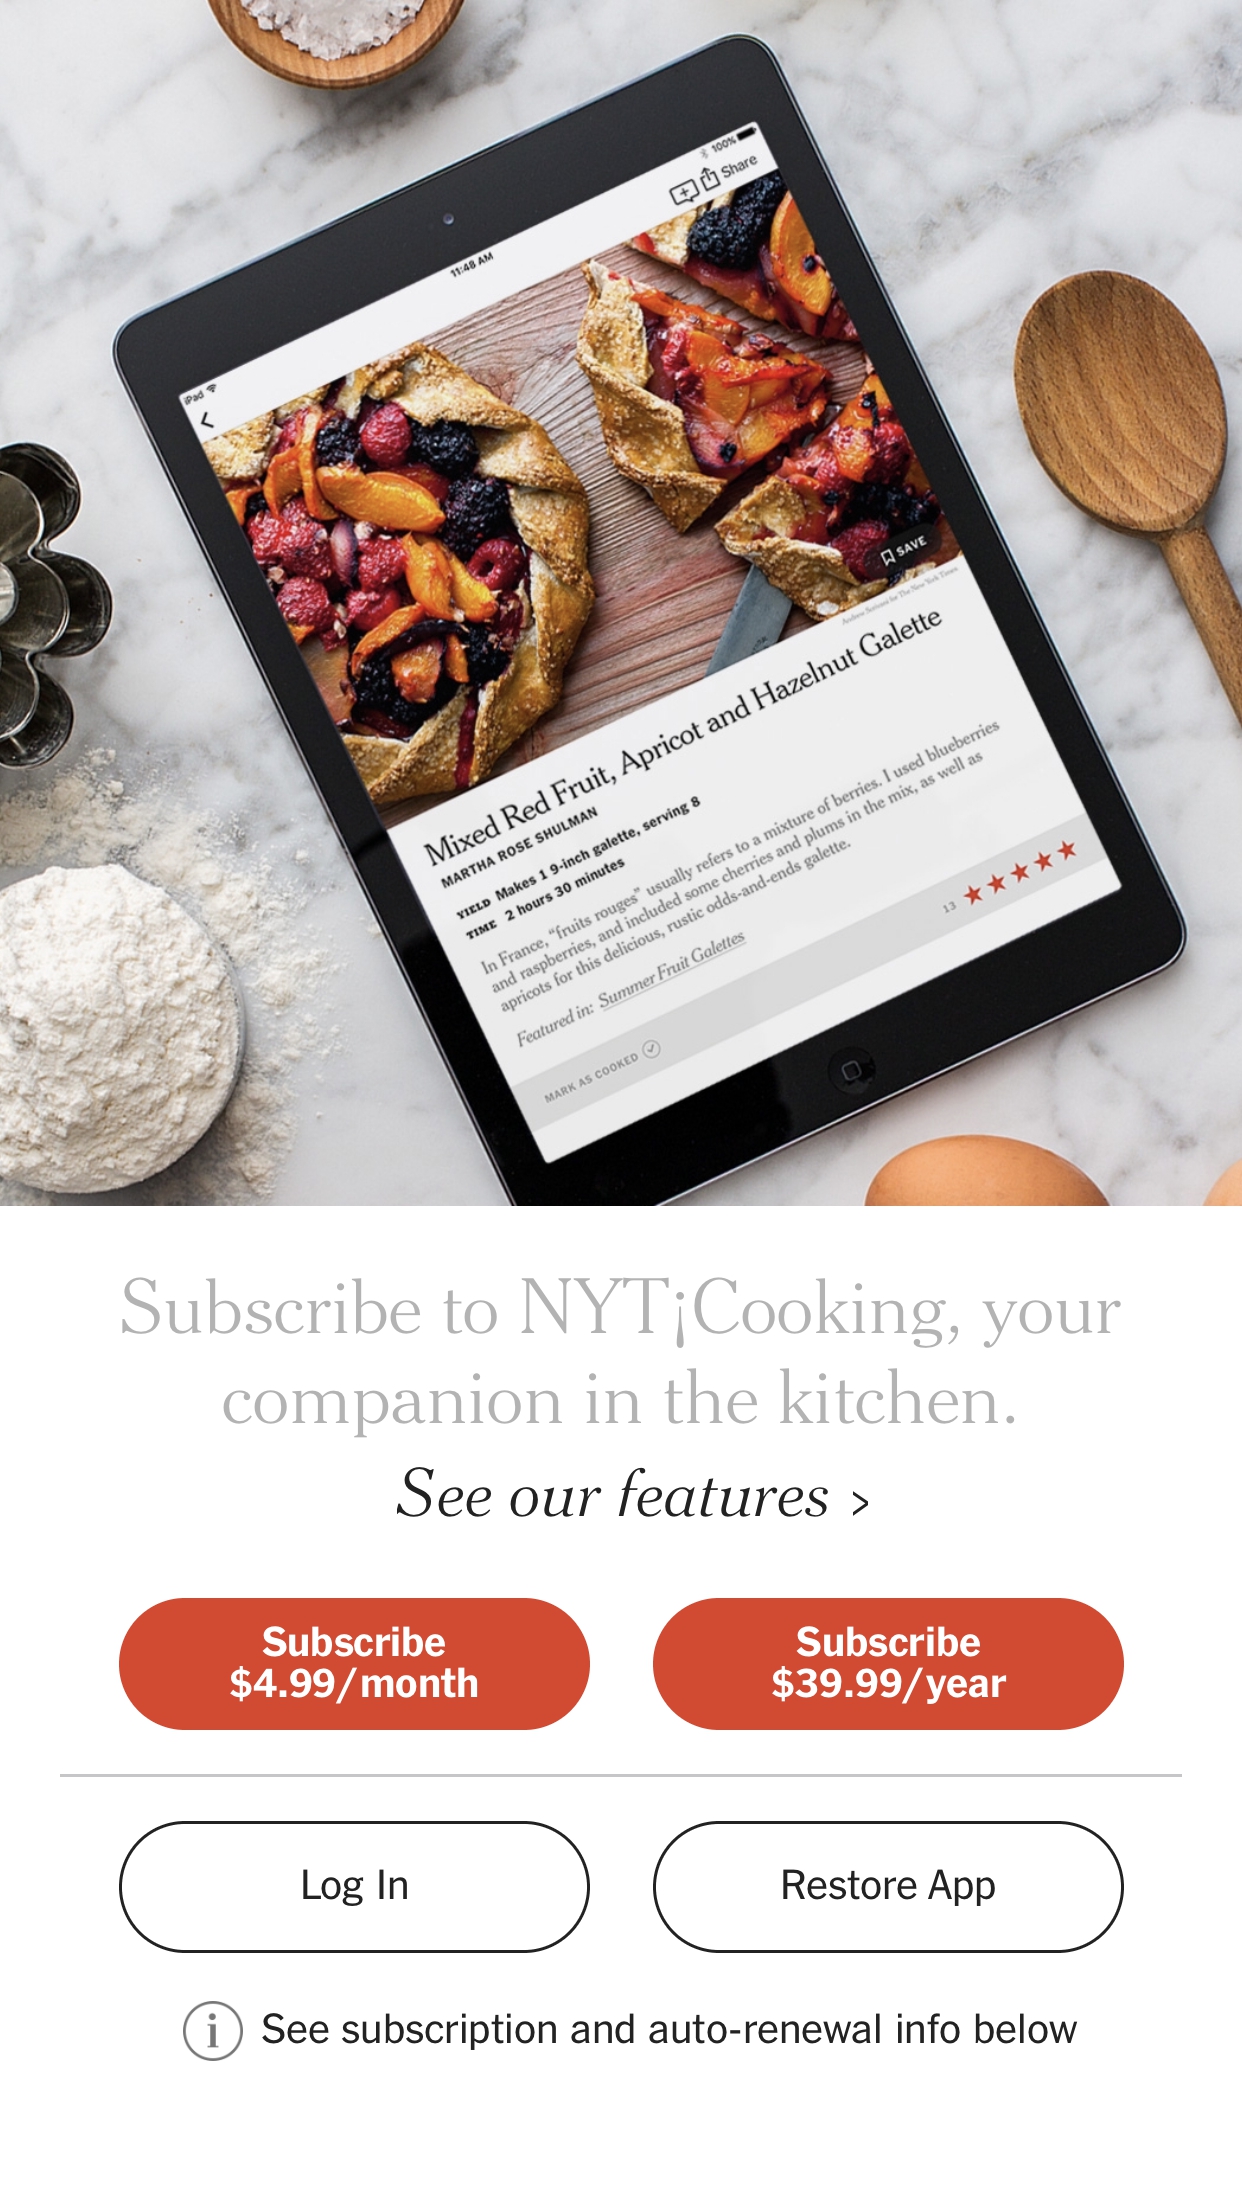 100%
Share
11:48 AM
iPad
SAVE
Andrew Scrivani for The New York Times
Mixed Red Fruit, Apricot and Hazelnut Galette
MARTHA ROSE SHULMAN
YIELD Makes 1 9-inch galette, serving 8
TIME 2 hours 30 minutes
In France, “fruits rouges” usually refers to a mixture of berries. I used blueberries
and raspberries, and included some cherries and plums in the mix, as well as
apricots for this delicious, rustic odds-and-ends galette.
Featured in: Summer Fruit Galettes
13
MARK AS COOKED
Subscribe to NYT¡Cooking, your
companion in the kitchen.
See our features >
Subscribe
$4.99/month
Subscribe
$39.99/year
Log In
Restore App
i See subscription and auto-renewal info below